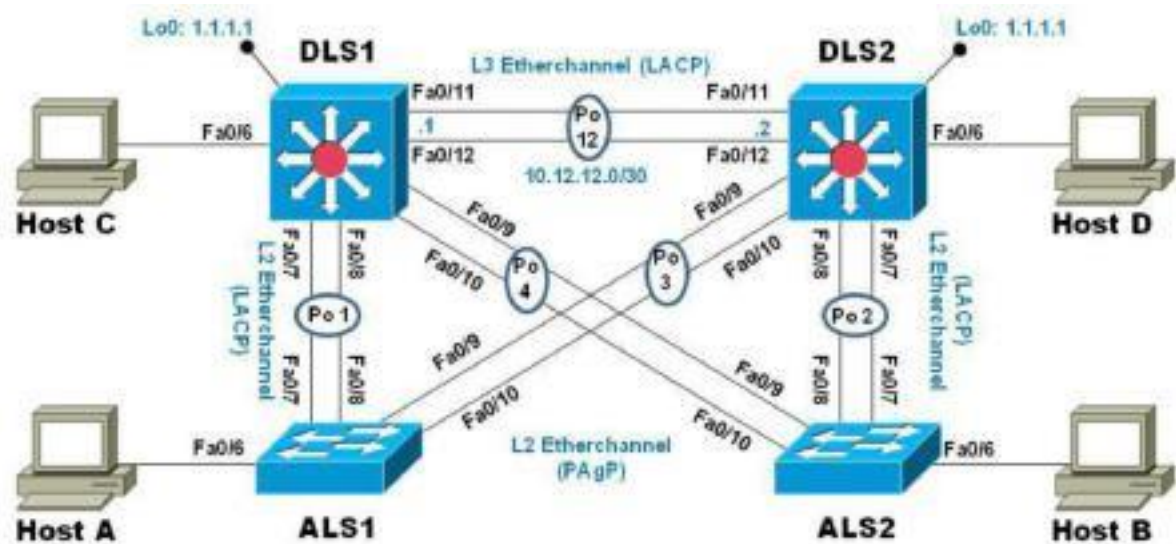 Lo0: 1.1.1.1
Lo0: 1.1.1.1
DLS1
DLS2
L3 Etherchannel (LACP)
Fa0/11
Fa0/11
Po
12
.1
.2
Fa0/6
Fa0/6
Fa0/12
Fa0/12
10.12.12.0/30
Host C
Host D
Fa0/9
Fa0/9
Fa0/10
Fa0/10
Fa0/7
Fa0/8
Fa0/8
Fa0/7
Po
4
Po
3
L2 Etherchannel
(LACP)
Po 1
Po 2
L2 Etherchannel
(LACP)
Fa0/7
Fa0/8
Fa0/9
Fa0/10
Fa0/9
Fa0/10
Fa0/8
Fa0/7
L2 Etherchannel
(PAgP)
Fa0/6
Fa0/6
Host A
ALS1
ALS2
Host B